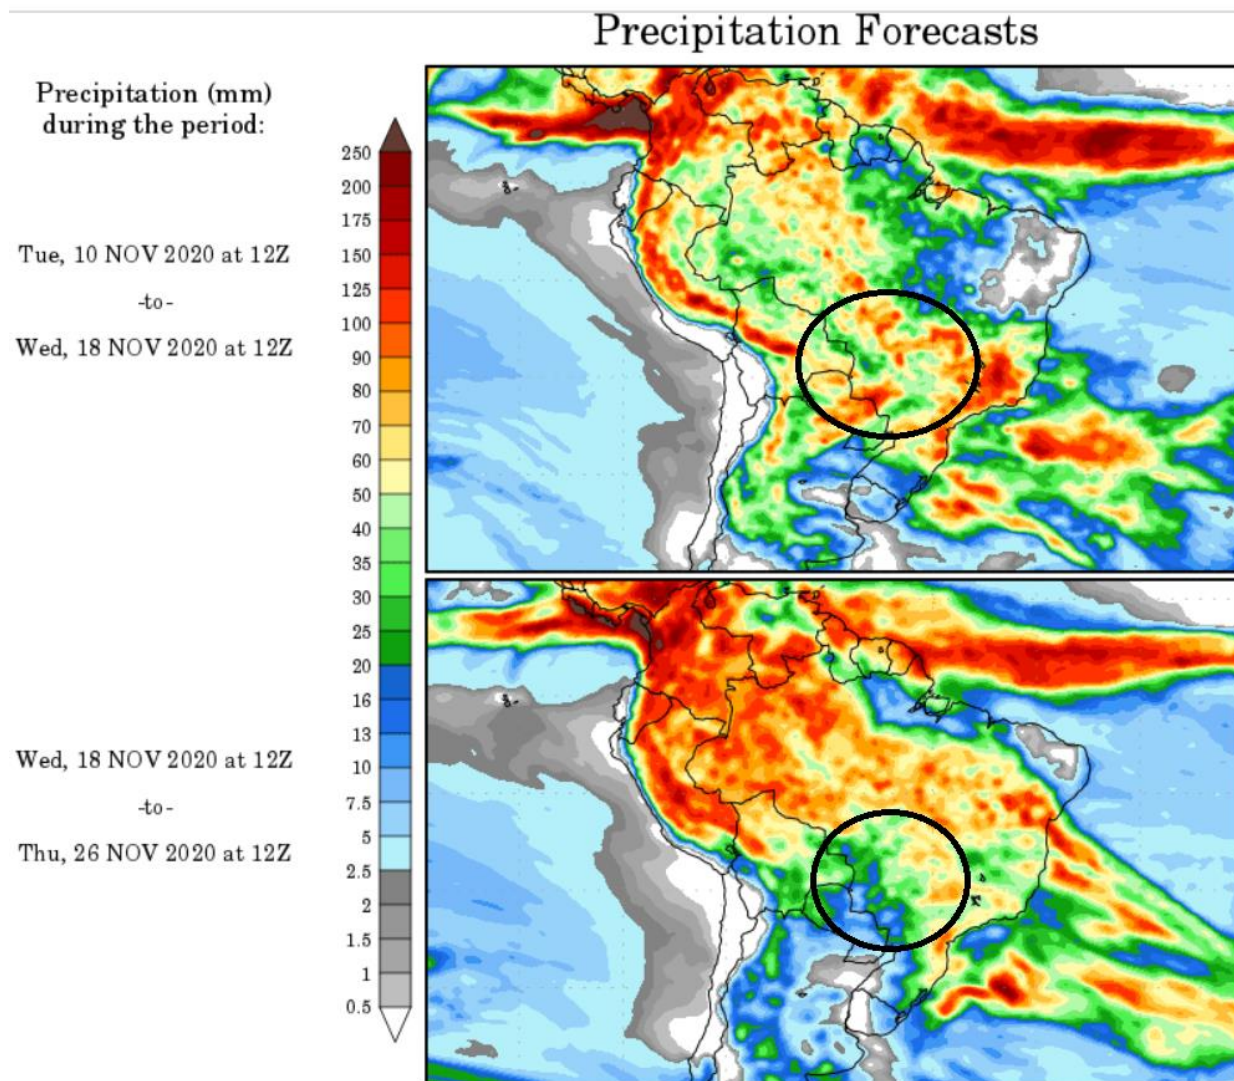 Precipitation Forecasts
Precipitation (mm)
during the period:
Tue, 10 NOV 2020 at 12Z
-to-
Wed, 18 NOV 2020 at 12Z
Wed, 18 NOV 2020 at 12Z
-to-
Thu, 26 NOV 2020 at 12Z
250
200
175
150
125
100
90
80
70
60
50
40
35
30
25
20
16
13
10
7.5
5
2.5
2
1.5
1
0.5